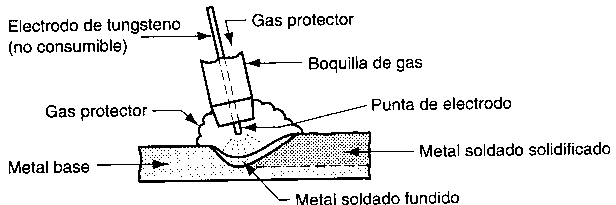 Electrodo de tungsteno
(no consumible)
Gas protector
Boquilia de gas
Gas protector
Punta de electrodo
Metal base
Metal soldado solidificado
Metal soldado fundido